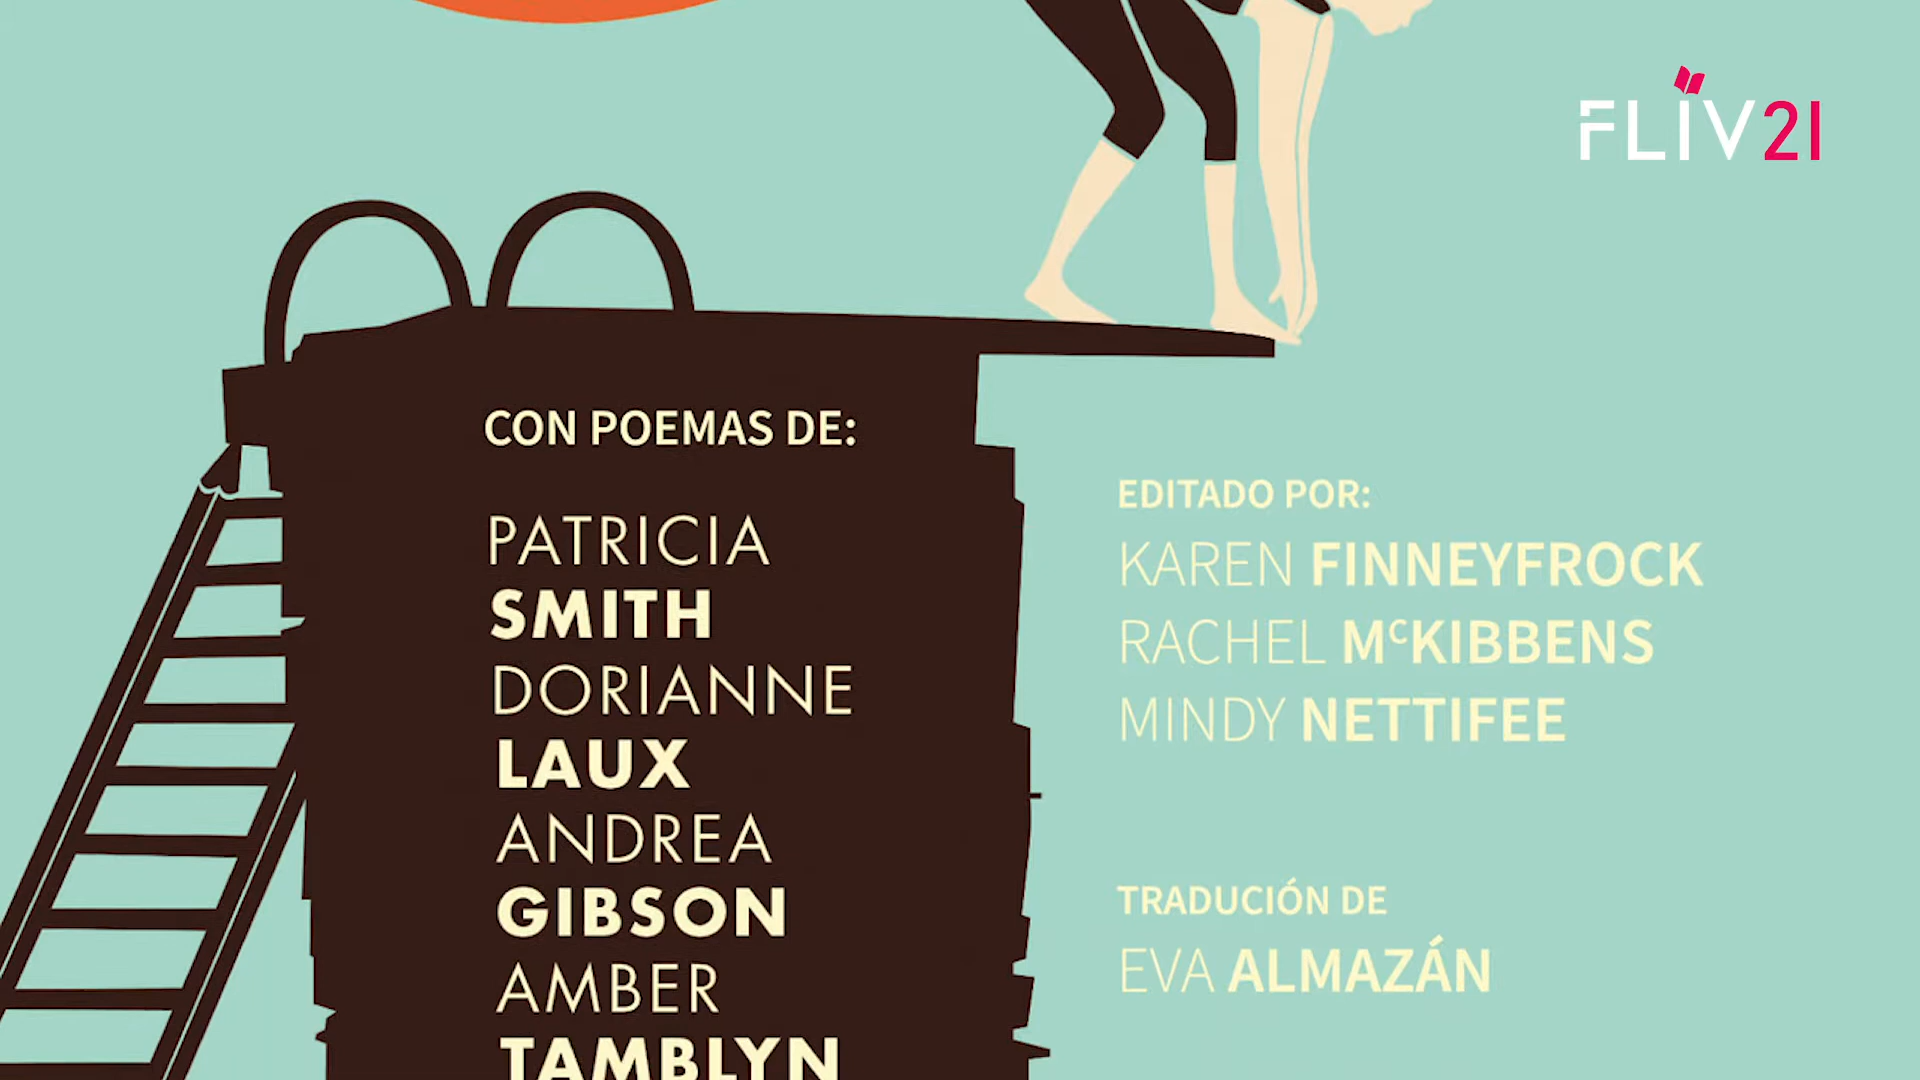 FLIV21
CON POEMAS DE:
PATRICIA
SMITH
DORIANNE
LAUX
ANDREA
GIBSON
AMBER
TAMBLYN
EDITADO POR:
KAREN FINNEYFROCK
RACHEL McKIBBENS
MINDY NETTIFEE
TRADUCIÓN DE
EVA ALMAZÁN